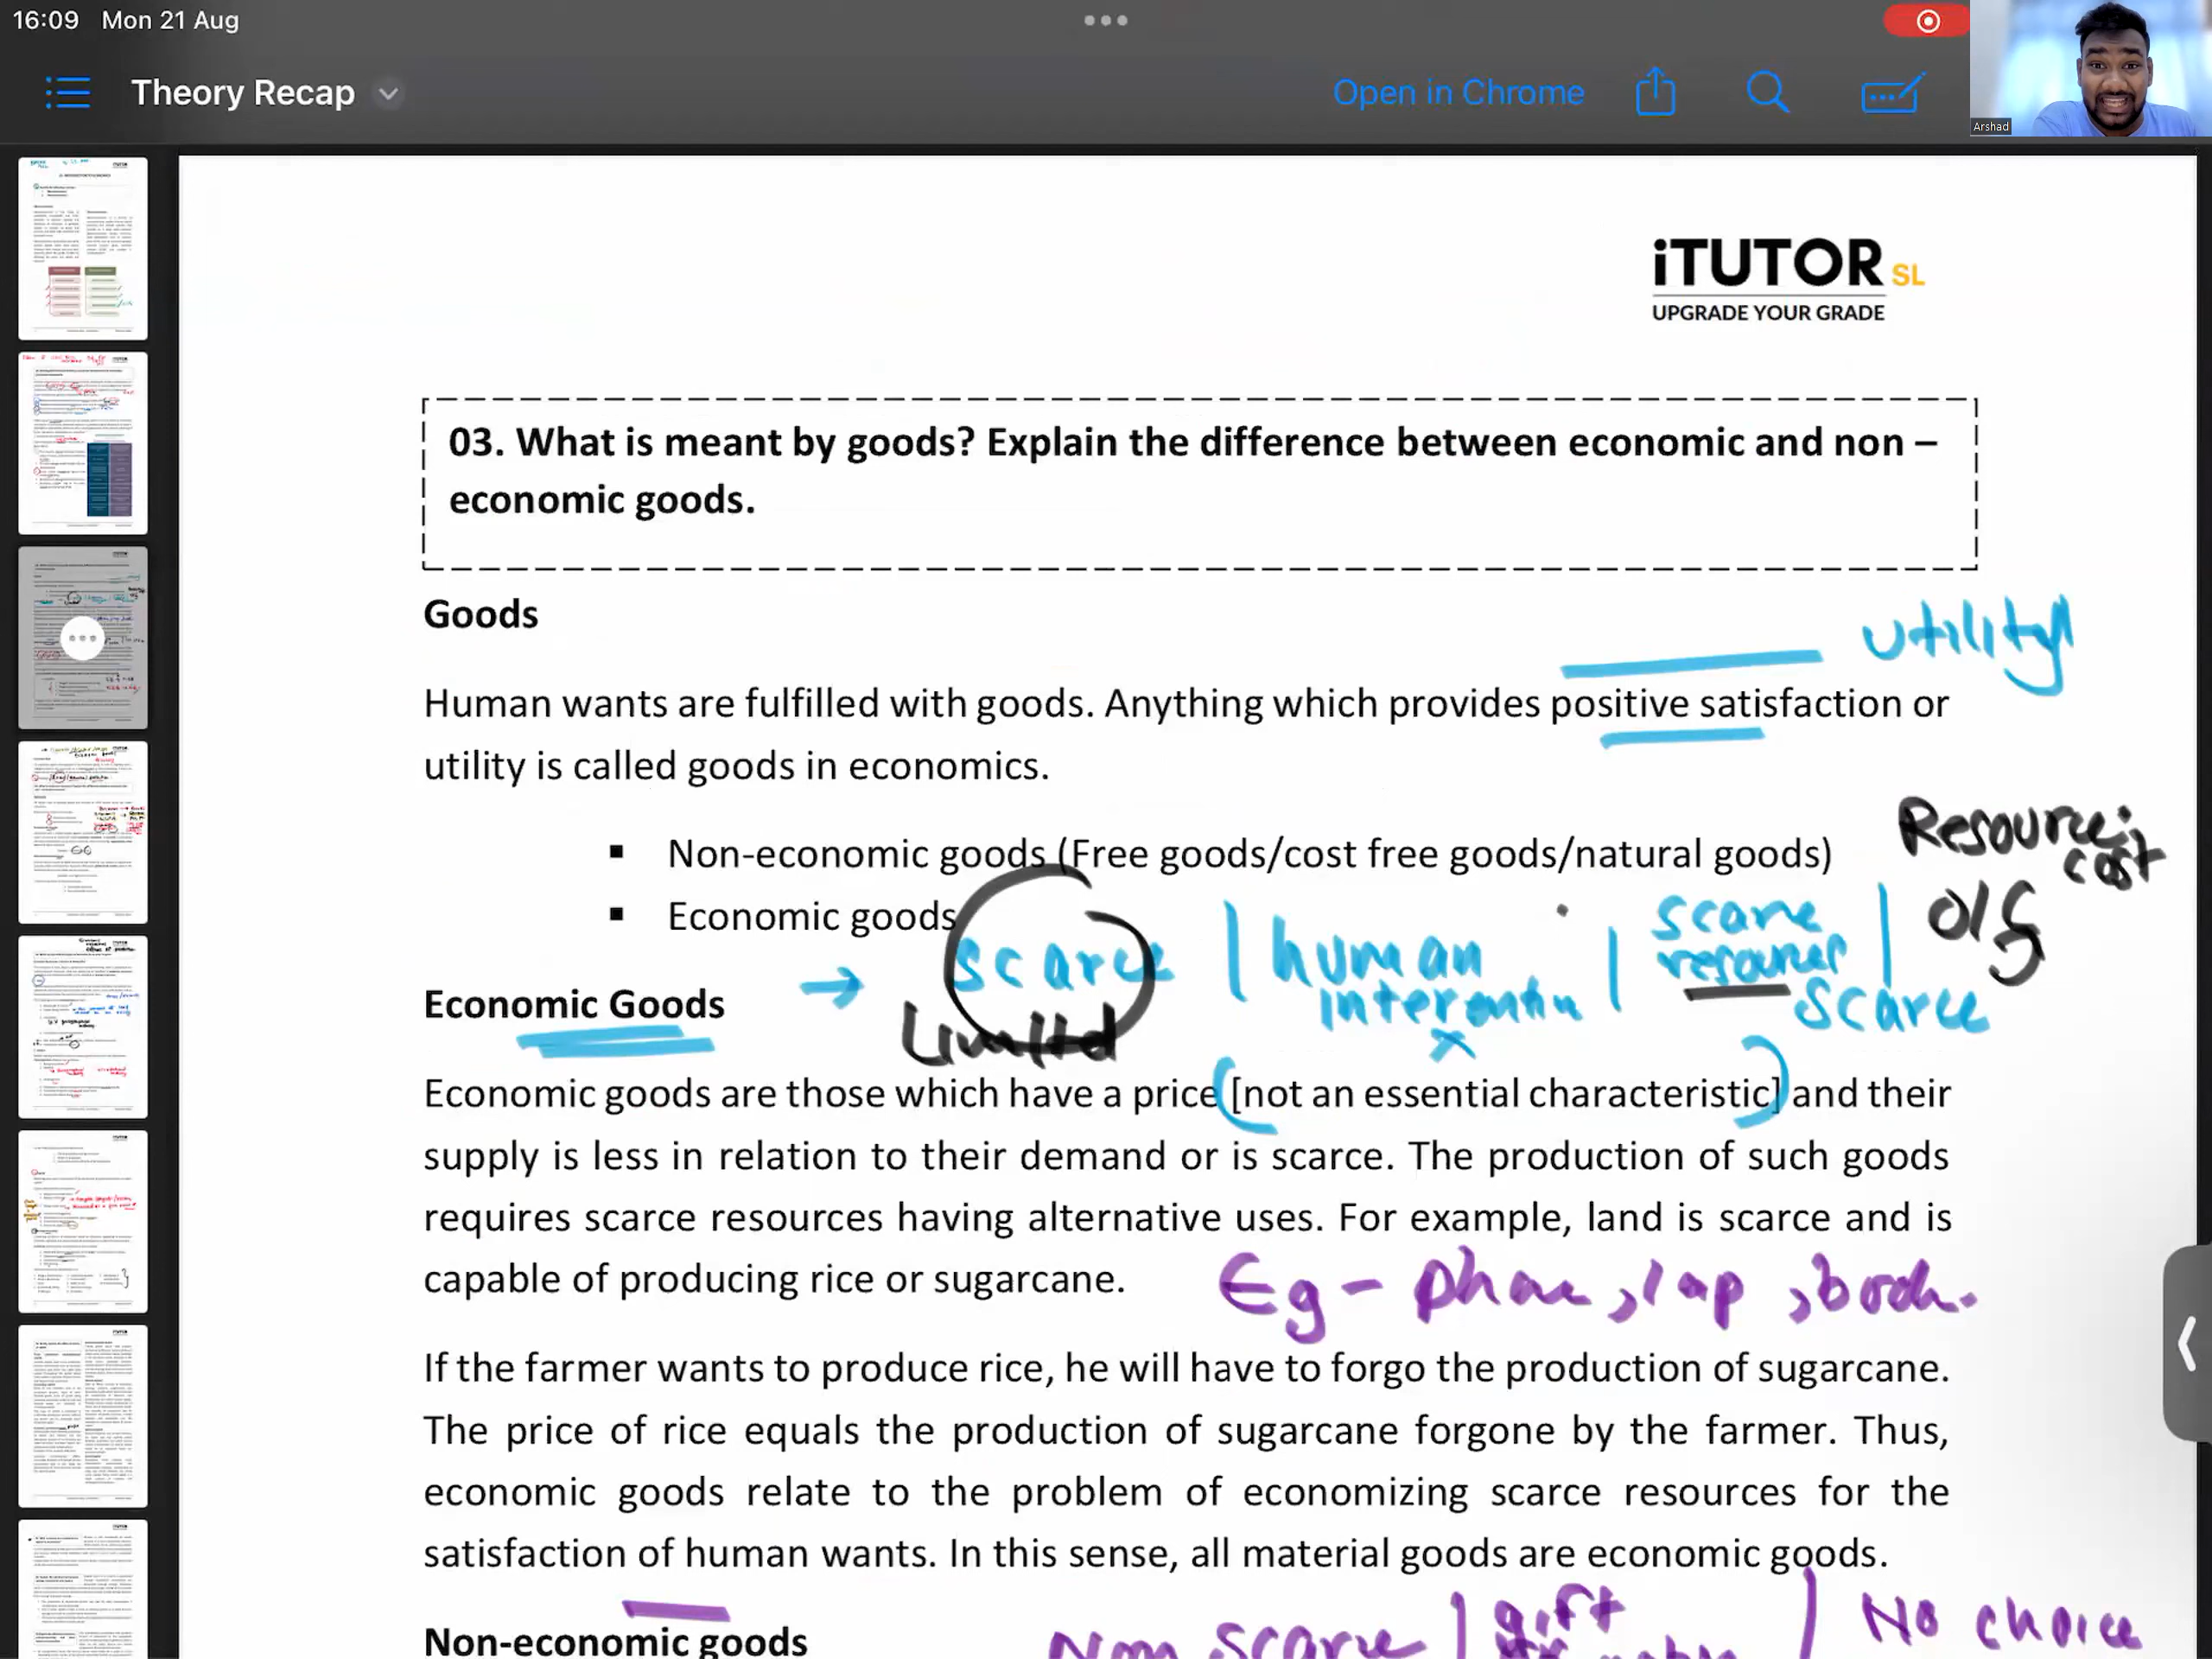 16:09 Mon 21 Aug
Theory Recap
Open in Chrome
Arshad
iTUTOR SL
UPGRADE YOUR GRADE
03. What is meant by goods? Explain the difference between economic and non –
economic goods.
Goods
utility
Human wants are fulfilled with goods. Anything which provides positive satisfaction or
utility is called goods in economics.
Resource cost
▪ Non-economic goods (Free goods/cost free goods/natural goods)
▪ Economic goods
Economic Goods
scarce | human
scarce
Limited
Economic goods are those which have a price [not an essential characteristic] and their
supply is less in relation to their demand or is scarce. The production of such goods
requires scarce resources having alternative uses. For example, land is scarce and is
capable of producing rice or sugarcane.
Eg - phone, lap,
If the farmer wants to produce rice, he will have to forgo the production of sugarcane.
The price of rice equals the production of sugarcane forgone by the farmer. Thus,
economic goods relate to the problem of economizing scarce resources for the
satisfaction of human wants. In this sense, all material goods are economic goods.
Non-economic goods
Non scarce | gift | No choice